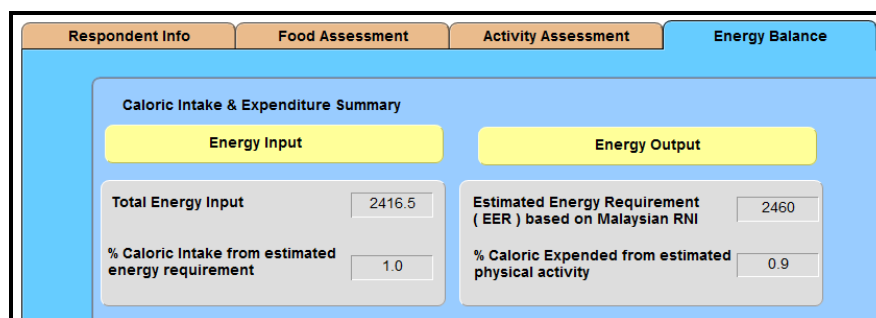 Respondent Info
Food Assessment
Activity Assessment
Energy Balance
Caloric Intake & Expenditure Summary
Energy Input
Energy Output
Total Energy Input
2416.5
% Caloric Intake from estimated
energy requirement
1.0
Estimated Energy Requirement
( EER ) based on Malaysian RNI
2460
% Caloric Expended from estimated
physical activity
0.9